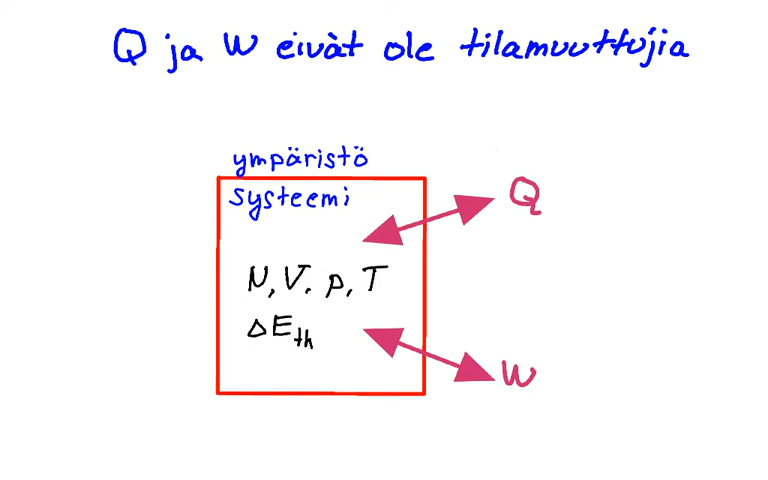 Q ja W eivät ole tilamuuttujia
ympäristö
systeemi
Q
N, V, p, T
ΔE_th
W